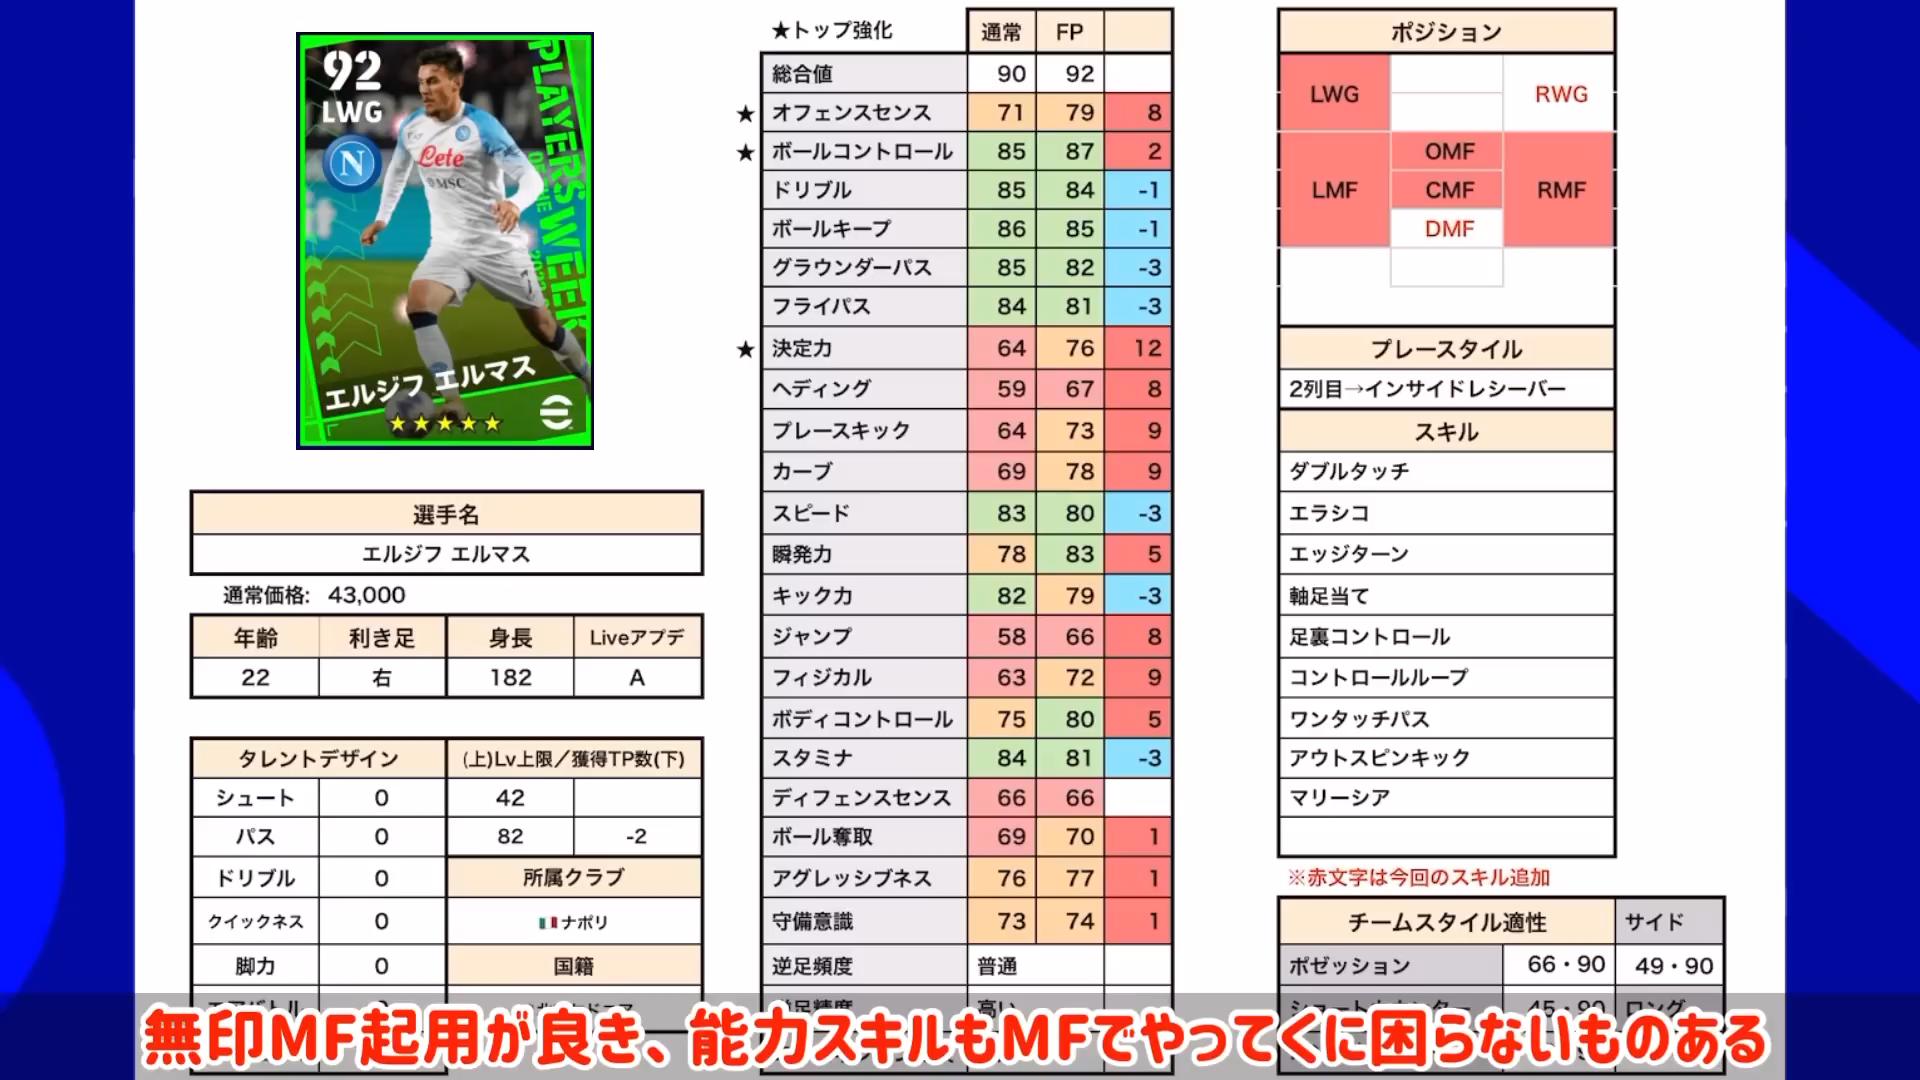 92
LWG
N
PLAYERS OF THE WEEK
Lete
MSC
エルジフ エルマス
★★★★★
選手名
エルジフ エルマス
通常価格: 43,000
年齢 利き足 身長 Liveアプデ
22 右 182 A
タレントデザイン (上)Lv上限／獲得TP数(下)
シュート 0 42
パス 0 82 -2
ドリブル 0 所属クラブ
クイックネス 0 ナポリ
脚力 0 国籍
★トップ強化 通常 FP
総合値 90 92
★ オフェンスセンス 71 79 8
★ ボールコントロール 85 87 2
ドリブル 85 84 -1
ボールキープ 86 85 -1
グラウンダーパス 85 82 -3
フライパス 84 81 -3
★ 決定力 64 76 12
ヘディング 59 67 8
プレースキック 64 73 9
カーブ 69 78 9
スピード 83 80 -3
瞬発力 78 83 5
キック力 82 79 -3
ジャンプ 58 66 8
フィジカル 63 72 9
ボディコントロール 75 80 5
スタミナ 84 81 -3
ディフェンスセンス 66 66
ボール奪取 69 70 1
アグレッシブネス 76 77 1
守備意識 73 74 1
逆足頻度 普通
逆足精度 高い
ポジション
LWG RWG
OMF
LMF CMF RMF
DMF
プレースタイル
2列目→インサイドレシーバー
スキル
ダブルタッチ
エラシコ
エッジターン
軸足当て
足裏コントロール
コントロールループ
ワンタッチパス
アウトスピンキック
マリーシア
※赤文字は今回のスキル追加
チームスタイル適性 サイド
ポゼッション 66・90 49・90
ショートカウンター 45・90 ロング
無印MF起用が良き、能力スキルもMFでやってくに困らないものある